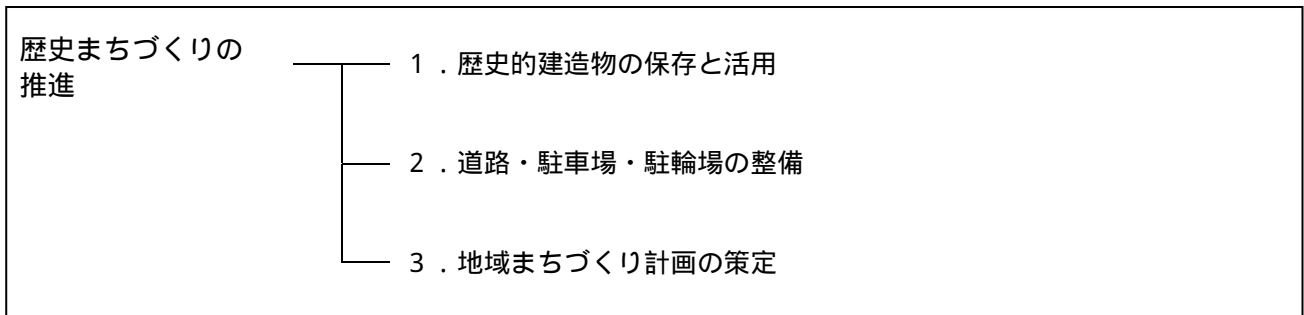 歴史まちづくりの
推進
1 ．歴史的建造物の保存と活用
2 ．道路・駐車場・駐輪場の整備
3 ．地域まちづくり計画の策定